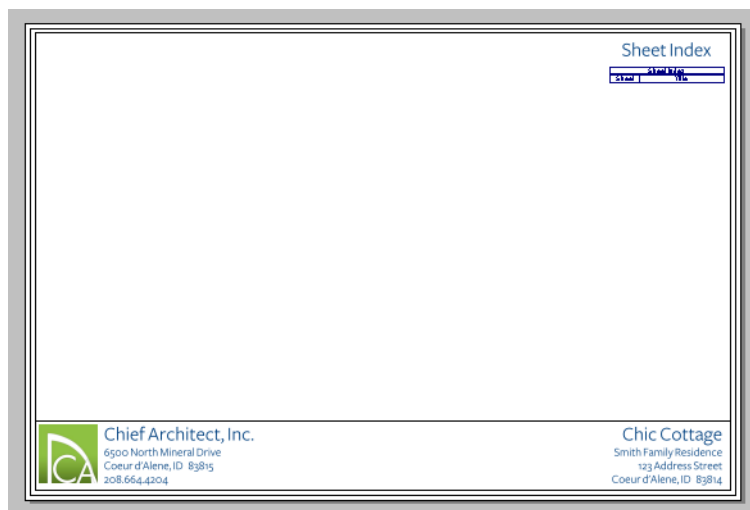 Sheet Index
Sheet Index
Sheet Title
CA
Chief Architect, Inc.
6500 North Mineral Drive
Coeur d'Alene, ID 83815
208.664.4204
Chic Cottage
Smith Family Residence
123 Address Street
Coeur d'Alene, ID 83814